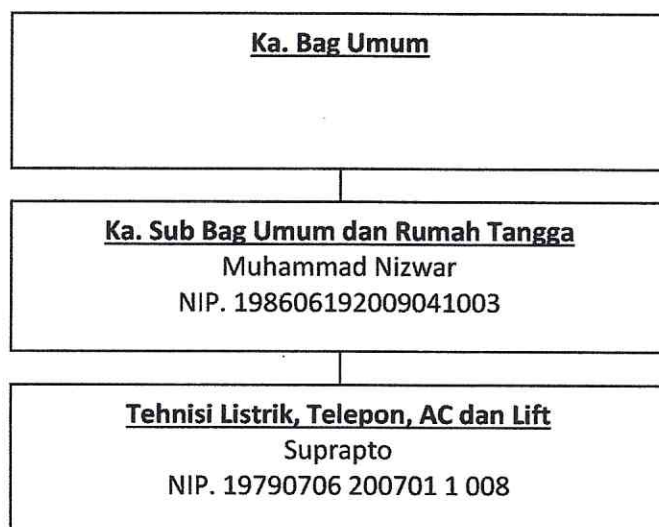 Ka. Bag Umum
Ka. Sub Bag Umum dan Rumah Tangga
Muhammad Nizwar
NIP. 198606192009041003
Tehnisi Listrik, Telepon, AC dan Lift
Suprapto
NIP. 19790706 200701 1 008